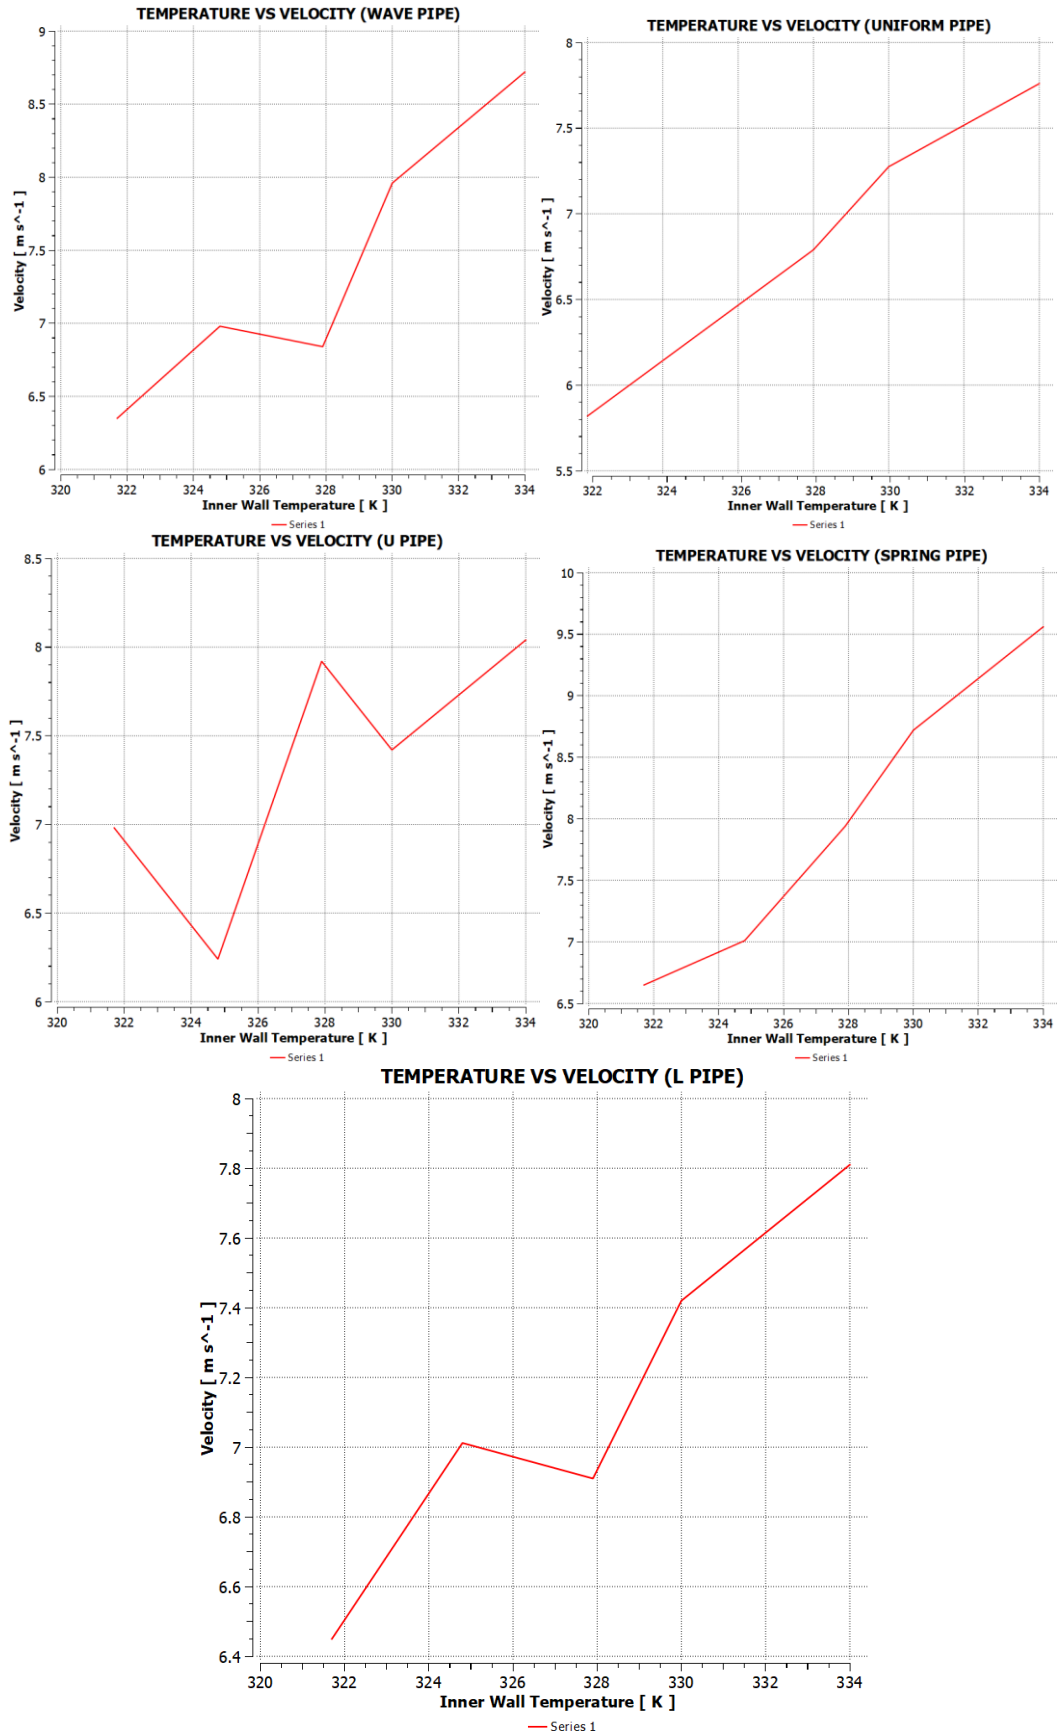 TEMPERATURE VS VELOCITY (WAVE PIPE)
9
8.5
8
7.5
7
6.5
6
Velocity [ m s^-1 ]
320 322 324 326 328 330 332 334
Inner Wall Temperature [ K ]
Series 1
TEMPERATURE VS VELOCITY (UNIFORM PIPE)
8
7.5
7
6.5
6
5.5
Velocity [ m s^-1 ]
322 324 326 328 330 332 334
Inner Wall Temperature [ K ]
Series 1
TEMPERATURE VS VELOCITY (U PIPE)
8.5
8
7.5
7
6.5
6
Velocity [ m s^-1 ]
320 322 324 326 328 330 332 334
Inner Wall Temperature [ K ]
Series 1
TEMPERATURE VS VELOCITY (SPRING PIPE)
10
9.5
9
8.5
8
7.5
7
6.5
Velocity [ m s^-1 ]
320 322 324 326 328 330 332 334
Inner Wall Temperature [ K ]
Series 1
TEMPERATURE VS VELOCITY (L PIPE)
8
7.8
7.6
7.4
7.2
7
6.8
6.6
6.4
Velocity [ m s^-1 ]
320 322 324 326 328 330 332 334
Inner Wall Temperature [ K ]
Series 1